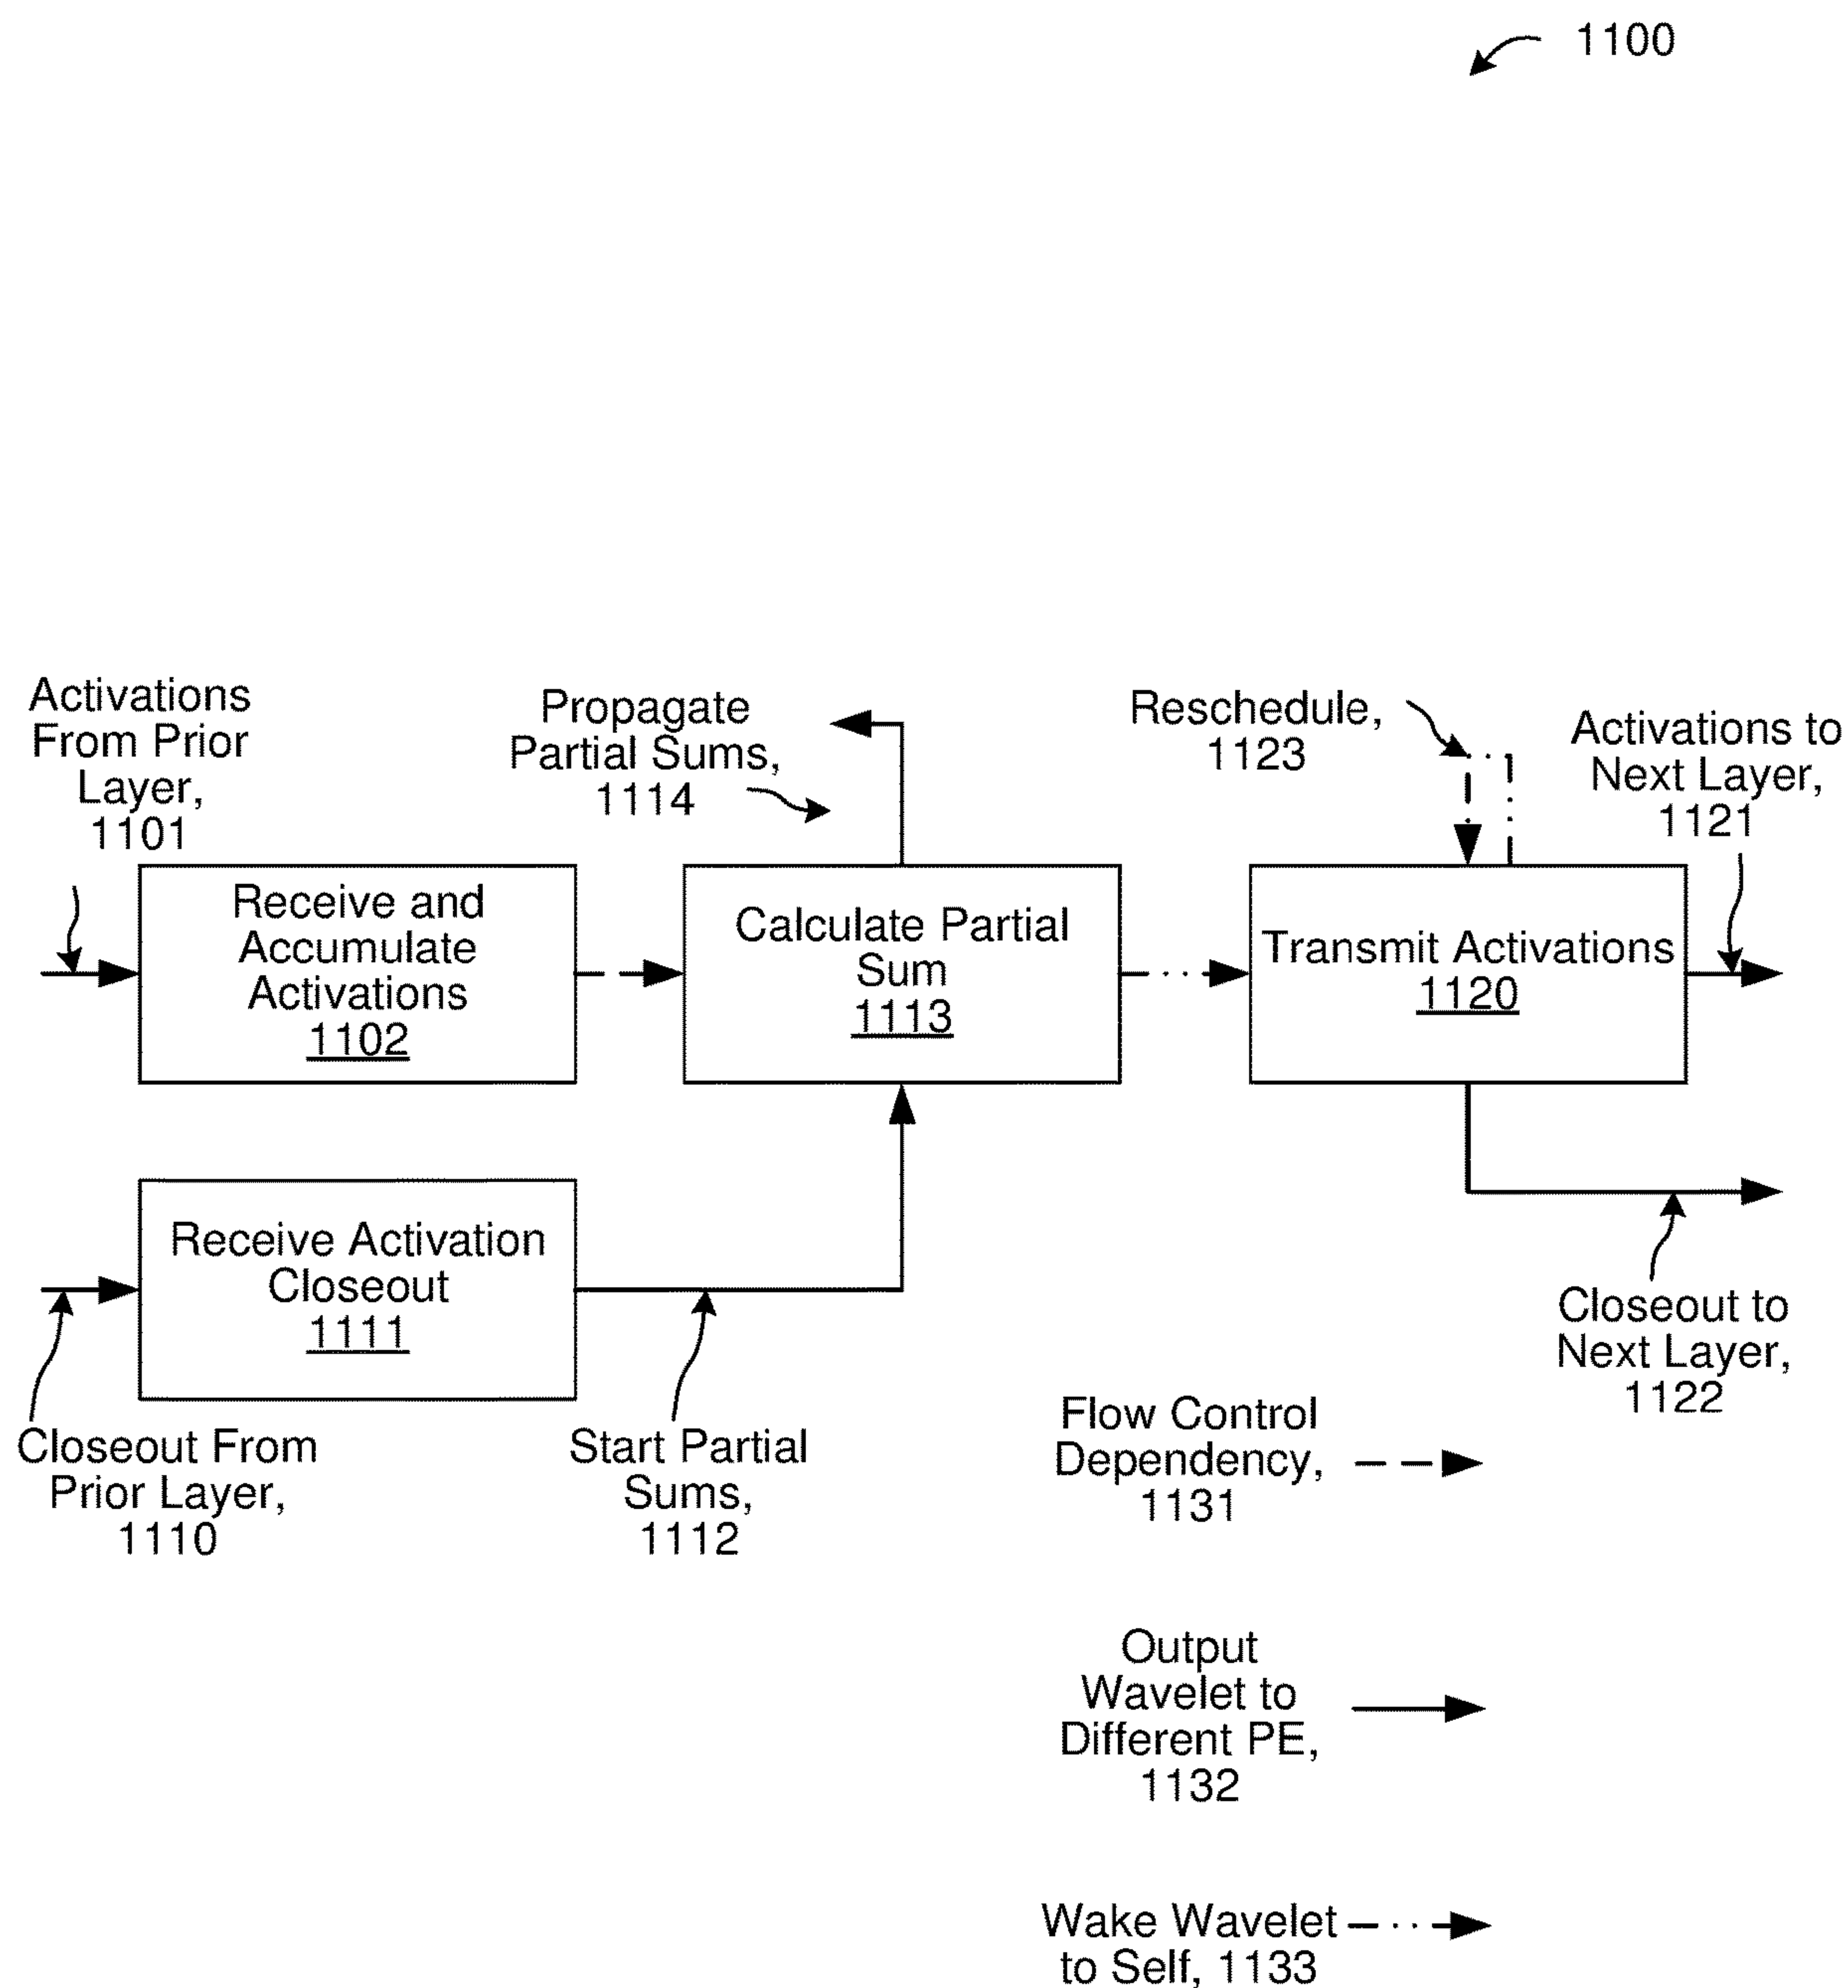 1100
Activations
From Prior
Layer,
1101
Propagate
Partial Sums,
1114
Reschedule,
1123
Activations to
Next Layer,
1121
Receive and
Accumulate
Activations
1102
Calculate Partial
Sum
1113
Transmit Activations
1120
Receive Activation
Closeout
1111
Closeout From
Prior Layer,
1110
Start Partial
Sums,
1112
Closeout to
Next Layer,
1122
Flow Control
Dependency,
1131
Output
Wavelet to
Different PE,
1132
Wake Wavelet
to Self, 1133